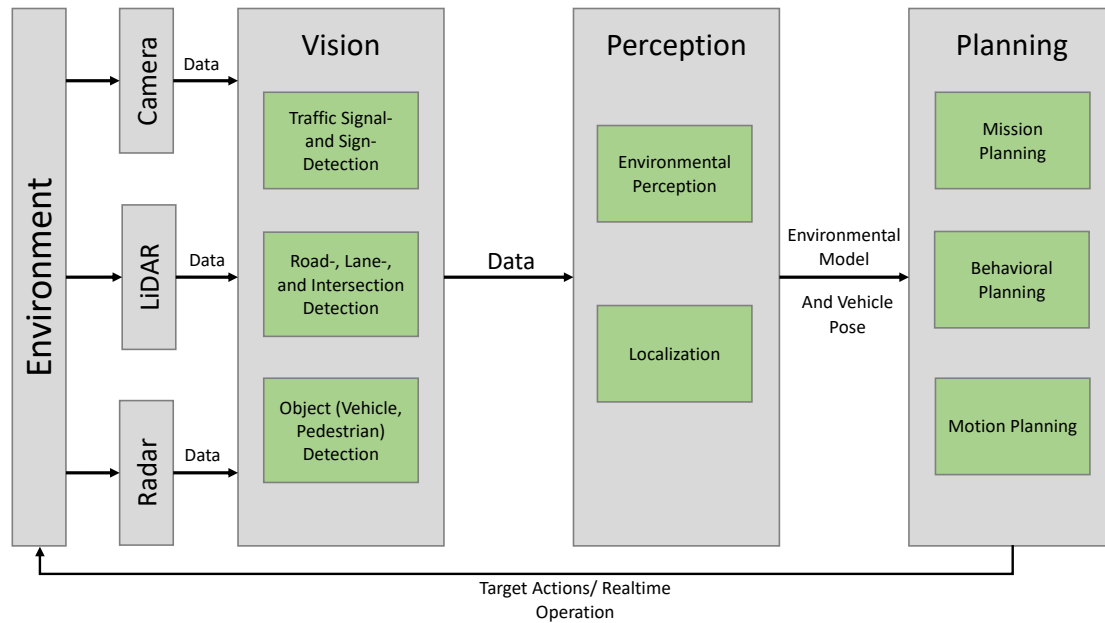 Environment
Camera
LiDAR
Radar
Data
Data
Data
Vision
Traffic Signal-
and Sign-
Detection
Road-, Lane-,
and Intersection
Detection
Object (Vehicle,
Pedestrian)
Detection
Data
Perception
Environmental
Perception
Localization
Environmental
Model
And Vehicle
Pose
Planning
Mission
Planning
Behavioral
Planning
Motion Planning
Target Actions/ Realtime
Operation